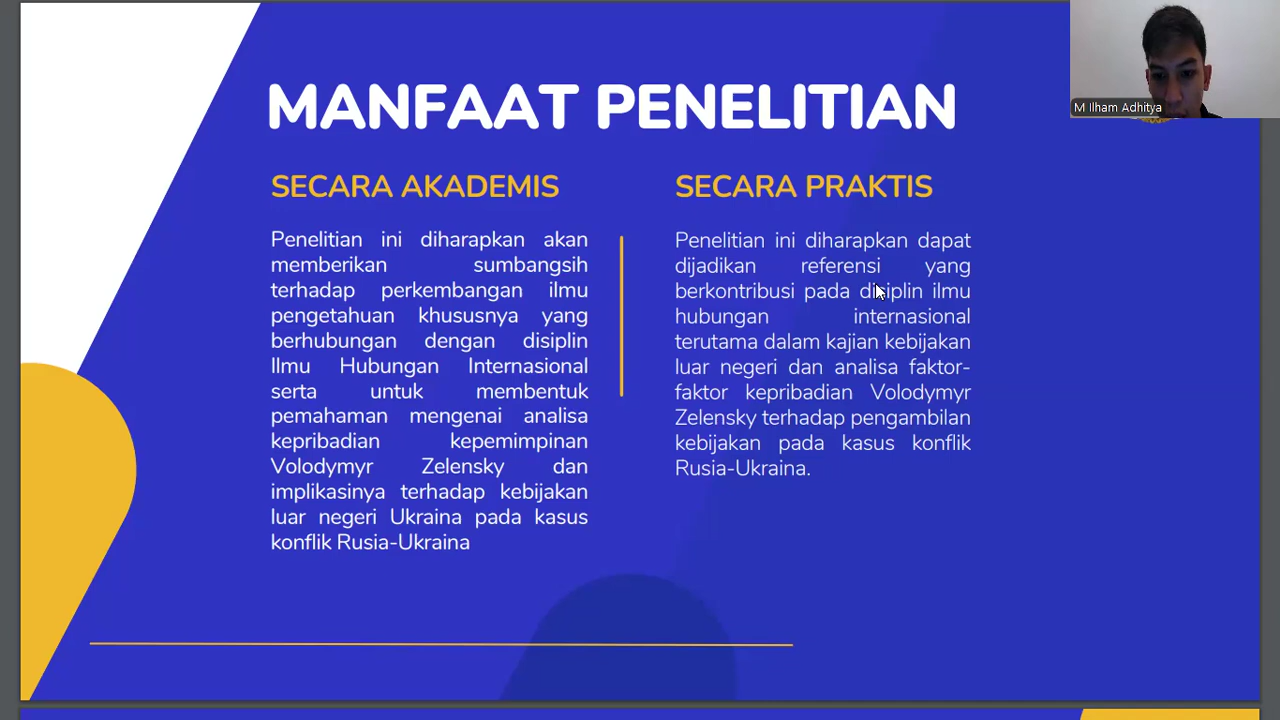 MANFAAT PENELITIAN
SECARA AKADEMIS
Penelitian ini diharapkan akan
memberikan sumbangsih
terhadap perkembangan ilmu
pengetahuan khususnya yang
berhubungan dengan disiplin
Ilmu Hubungan Internasional
serta untuk membentuk
pemahaman mengenai analisa
kepribadian kepemimpinan
Volodymyr Zelensky dan
implikasinya terhadap kebijakan
luar negeri Ukraina pada kasus
konflik Rusia-Ukraina
SECARA PRAKTIS
Penelitian ini diharapkan dapat
dijadikan referensi yang
berkontribusi pada disiplin ilmu
hubungan internasional
terutama dalam kajian kebijakan
luar negeri dan analisa faktor-
faktor kepribadian Volodymyr
Zelensky terhadap pengambilan
kebijakan pada kasus konflik
Rusia-Ukraina.
M Ilham Adhitya